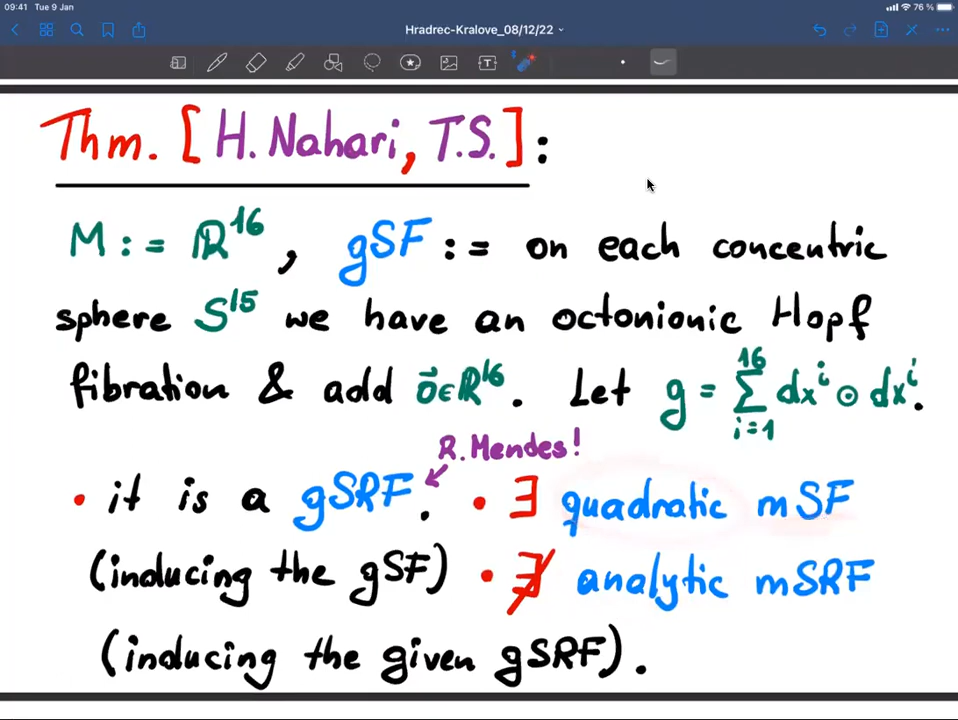 09:41 Tue 9 Jan 76 %
Hradrec-Kralove_08/12/22
Thm. [H. Nahari, T.S.]:
M := ℝ¹⁶, gSF := on each concentric
sphere S¹⁵ we have an octonionic Hopf
fibration & add 0⃗∈ℝ¹⁶. Let g = ∑_{i=1}^{16} dxⁱ ⊙ dxⁱ.
R. Mendes!
• it is a gSRF. • ∃ quadratic mSF
(inducing the gSF) • ∄ analytic mSRF
(inducing the given gSRF).